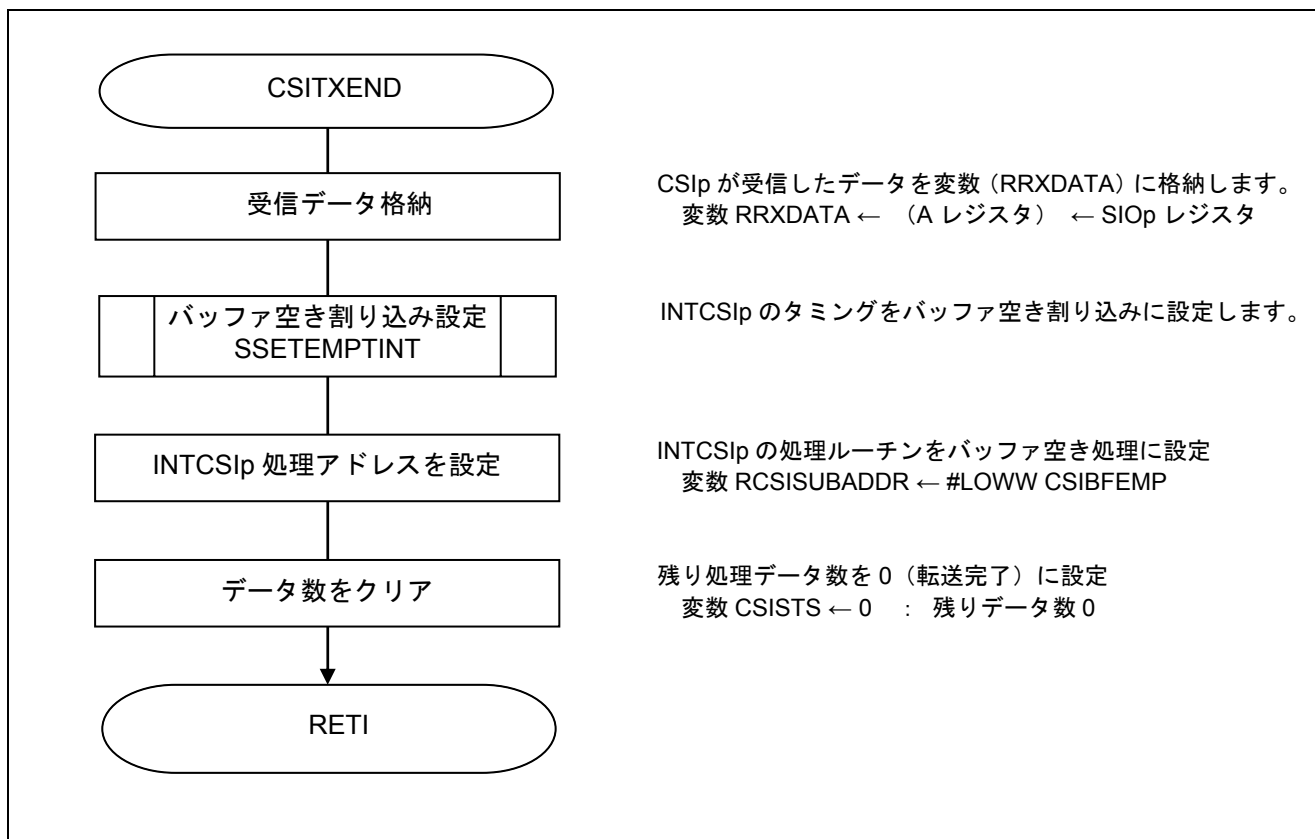 CSITXEND
受信データ格納
CSIp が受信したデータを変数（RRXDATA）に格納します。
変数 RRXDATA ← （A レジスタ） ← SIOp レジスタ
バッファ空き割り込み設定
SSETEMPTINT
INTCSIp のタミングをバッファ空き割り込みに設定します。
INTCSIp 処理アドレスを設定
INTCSIp の処理ルーチンをバッファ空き処理に設定
変数 RCSISUBADDR ← #LOWW CSIBFEMP
データ数をクリア
残り処理データ数を 0（転送完了）に設定
変数 CSISTS ← 0 ： 残りデータ数 0
RETI